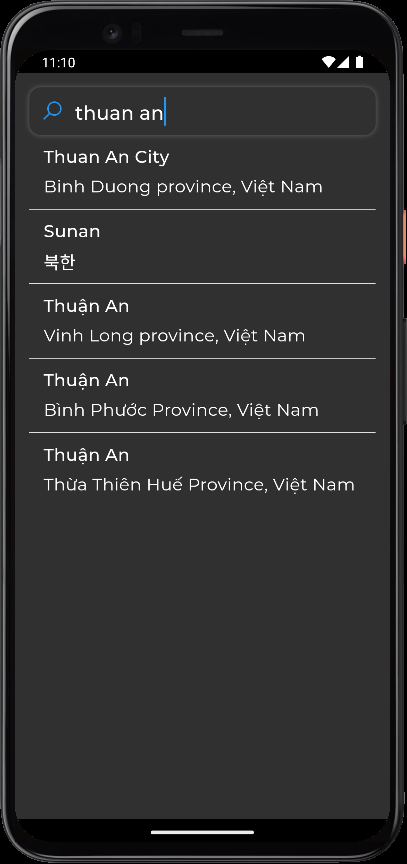 11:10
thuan an
Thuan An City
Binh Duong province, Việt Nam
Sunan
북한
Thuận An
Vinh Long province, Việt Nam
Thuận An
Bình Phước Province, Việt Nam
Thuận An
Thừa Thiên Huế Province, Việt Nam